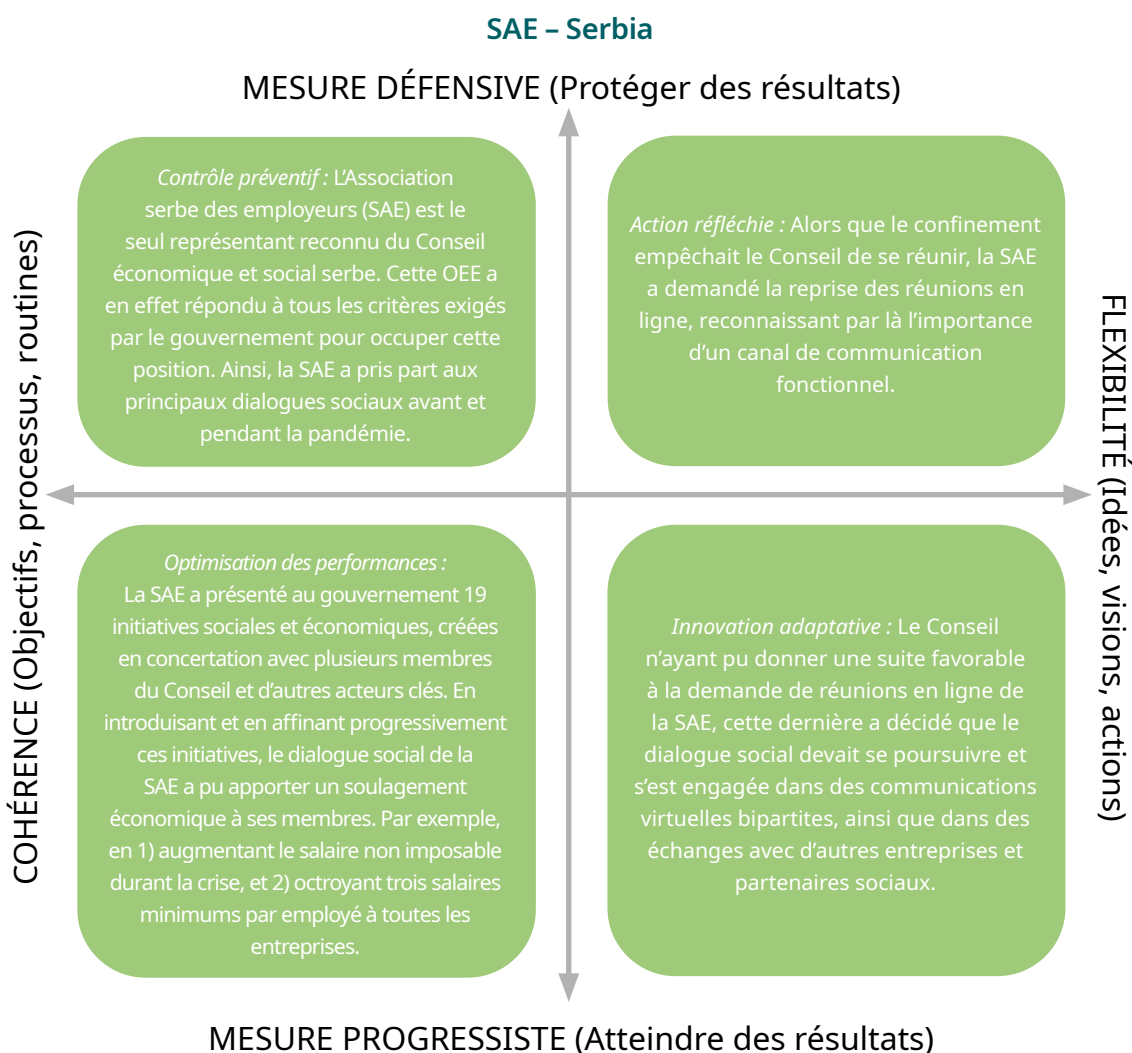 SAE – Serbia
MESURE DÉFENSIVE (Protéger des résultats)
COHÉRENCE (Objectifs, processus, routines)
Contrôle préventif : L’Association
serbe des employeurs (SAE) est le
seul représentant reconnu du Conseil
économique et social serbe. Cette OEE a
en effet répondu à tous les critères exigés
par le gouvernement pour occuper cette
position. Ainsi, la SAE a pris part aux
principaux dialogues sociaux avant et
pendant la pandémie.
Action réfléchie : Alors que le confinement
empêchait le Conseil de se réunir, la SAE
a demandé la reprise des réunions en
ligne, reconnaissant par là l’importance
d’un canal de communication
fonctionnel.
Optimisation des performances :
La SAE a présenté au gouvernement 19
initiatives sociales et économiques, créées
en concertation avec plusieurs membres
du Conseil et d’autres acteurs clés. En
introduisant et en affinant progressivement
ces initiatives, le dialogue social de la
SAE a pu apporter un soulagement
économique à ses membres. Par exemple,
en 1) augmentant le salaire non imposable
durant la crise, et 2) octroyant trois salaires
minimums par employé à toutes les
entreprises.
Innovation adaptative : Le Conseil
n’ayant pu donner une suite favorable
à la demande de réunions en ligne de
la SAE, cette dernière a décidé que le
dialogue social devait se poursuivre et
s’est engagée dans des communications
virtuelles bipartites, ainsi que dans des
échanges avec d’autres entreprises et
partenaires sociaux.
FLEXIBILITÉ (Idées, visions, actions)
MESURE PROGRESSISTE (Atteindre des résultats)